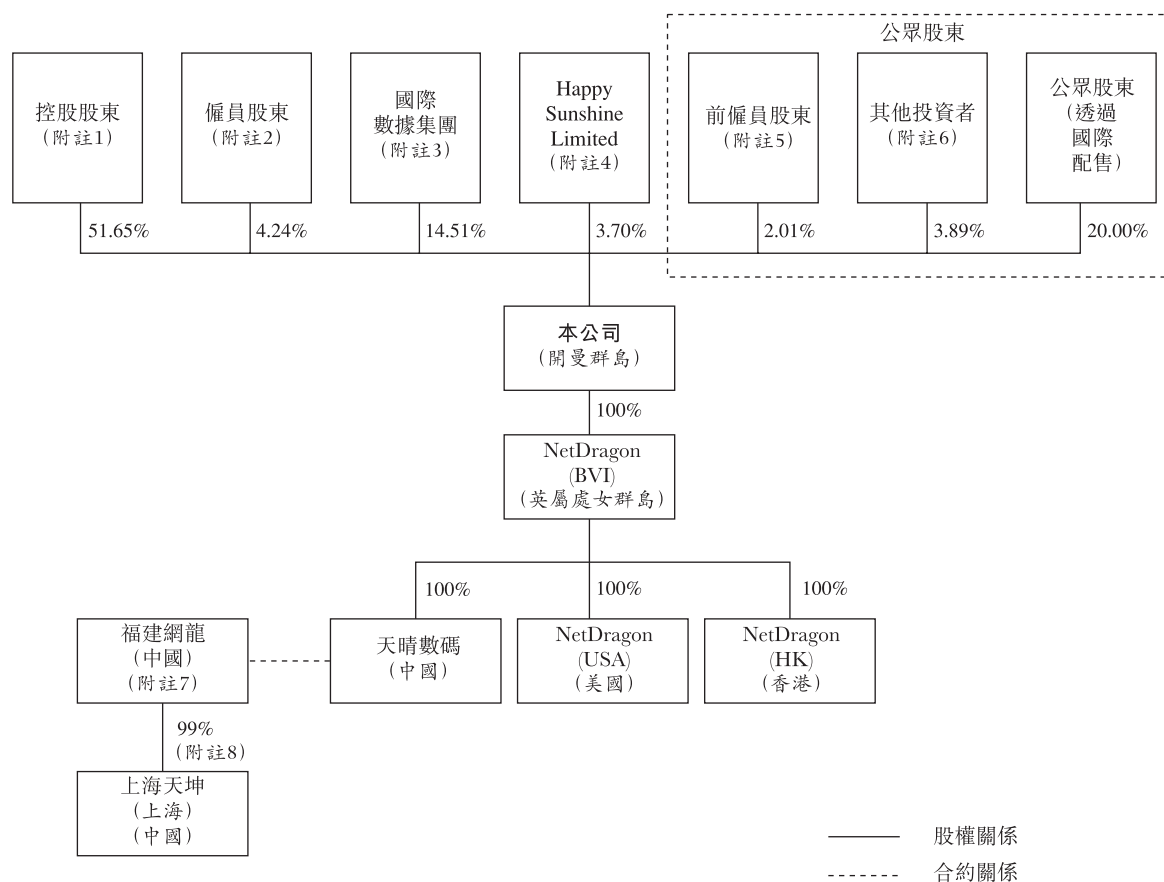 公眾股東
控股股東
(附註1)
僱員股東
(附註2)
國際
數據集團
(附註3)
Happy
Sunshine
Limited
(附註4)
前僱員股東
(附註5)
其他投資者
(附註6)
公眾股東
(透過
國際
配售)
51.65%
4.24%
14.51%
3.70%
2.01%
3.89%
20.00%
本公司
(開曼群島)
100%
NetDragon
(BVI)
(英屬處女群島)
100%
100%
100%
福建網龍
(中國)
(附註7)
天晴數碼
(中國)
NetDragon
(USA)
(美國)
NetDragon
(HK)
(香港)
99%
(附註8)
上海天坤
(上海)
(中國)
股權關係
合約關係